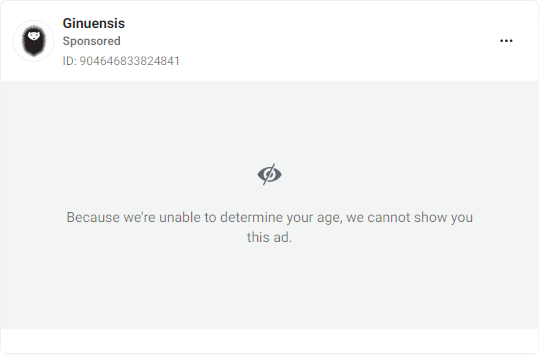 Ginuensis
Sponsored
ID: 904646833824841
Because we're unable to determine your age, we cannot show you
this ad.